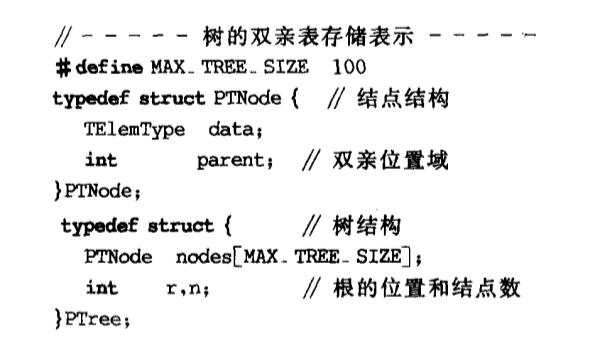 // - - - - - 树的双亲表存储表示 - - - - -
#define MAX_TREE_SIZE 100
typedef struct PTNode { // 结点结构
TElemType data;
int parent; // 双亲位置域
}PTNode;
typedef struct { // 树结构
PTNode nodes[MAX_TREE_SIZE];
int r,n; // 根的位置和结点数
}PTree;